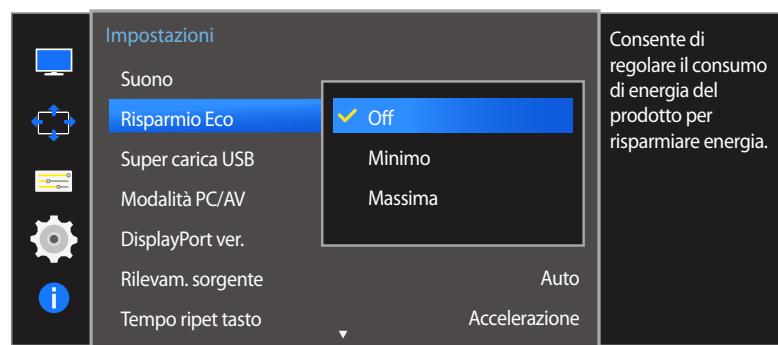 Impostazioni
Suono
Risparmio Eco
Off
Super carica USB
Minimo
Modalità PC/AV
Massima
DisplayPort ver.
Rilevam. sorgente
Auto
Tempo ripet tasto
Accelerazione
Consente di
regolare il consumo
di energia del
prodotto per
risparmiare energia.